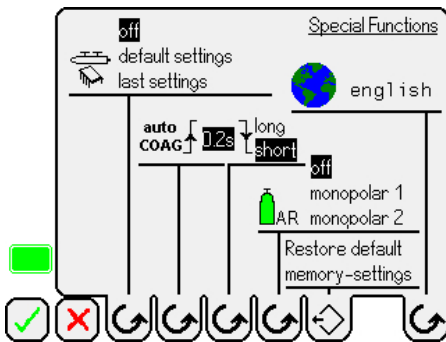 Special Functions
off
default settings
last settings
english
auto
COAG
0.2s
long
short
off
monopolar 1
AR monopolar 2
Restore default
memory-settings